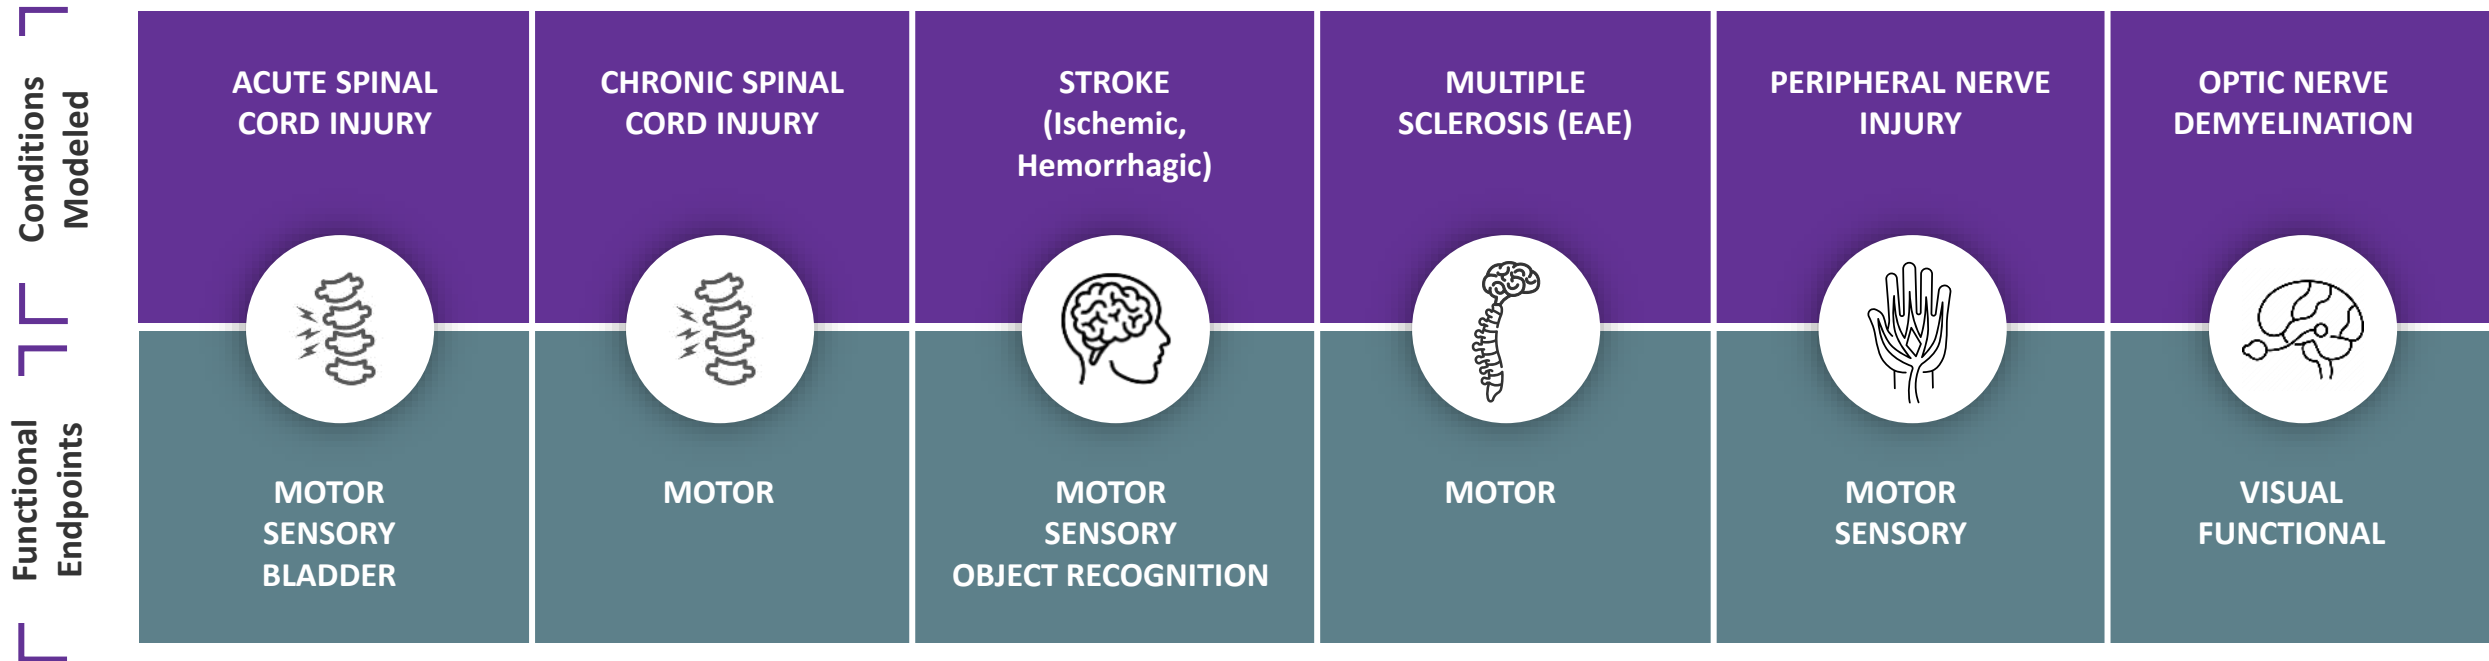 Conditions
Modeled
ACUTE SPINAL
CORD INJURY
CHRONIC SPINAL
CORD INJURY
STROKE
(Ischemic,
Hemorrhagic)
MULTIPLE
SCLEROSIS (EAE)
PERIPHERAL NERVE
INJURY
OPTIC NERVE
DEMYELINATION
Functional
Endpoints
MOTOR
SENSORY
BLADDER
MOTOR
MOTOR
SENSORY
OBJECT RECOGNITION
MOTOR
MOTOR
SENSORY
VISUAL
FUNCTIONAL